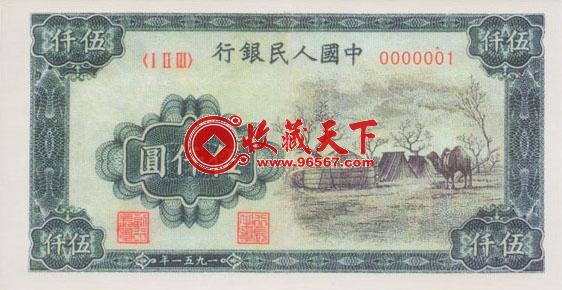 伍仟
伍仟
〈I II III〉
行銀民人國中
0000001
圓仟伍
收藏天下
www.96567.com
伍仟
年一五九一
伍仟